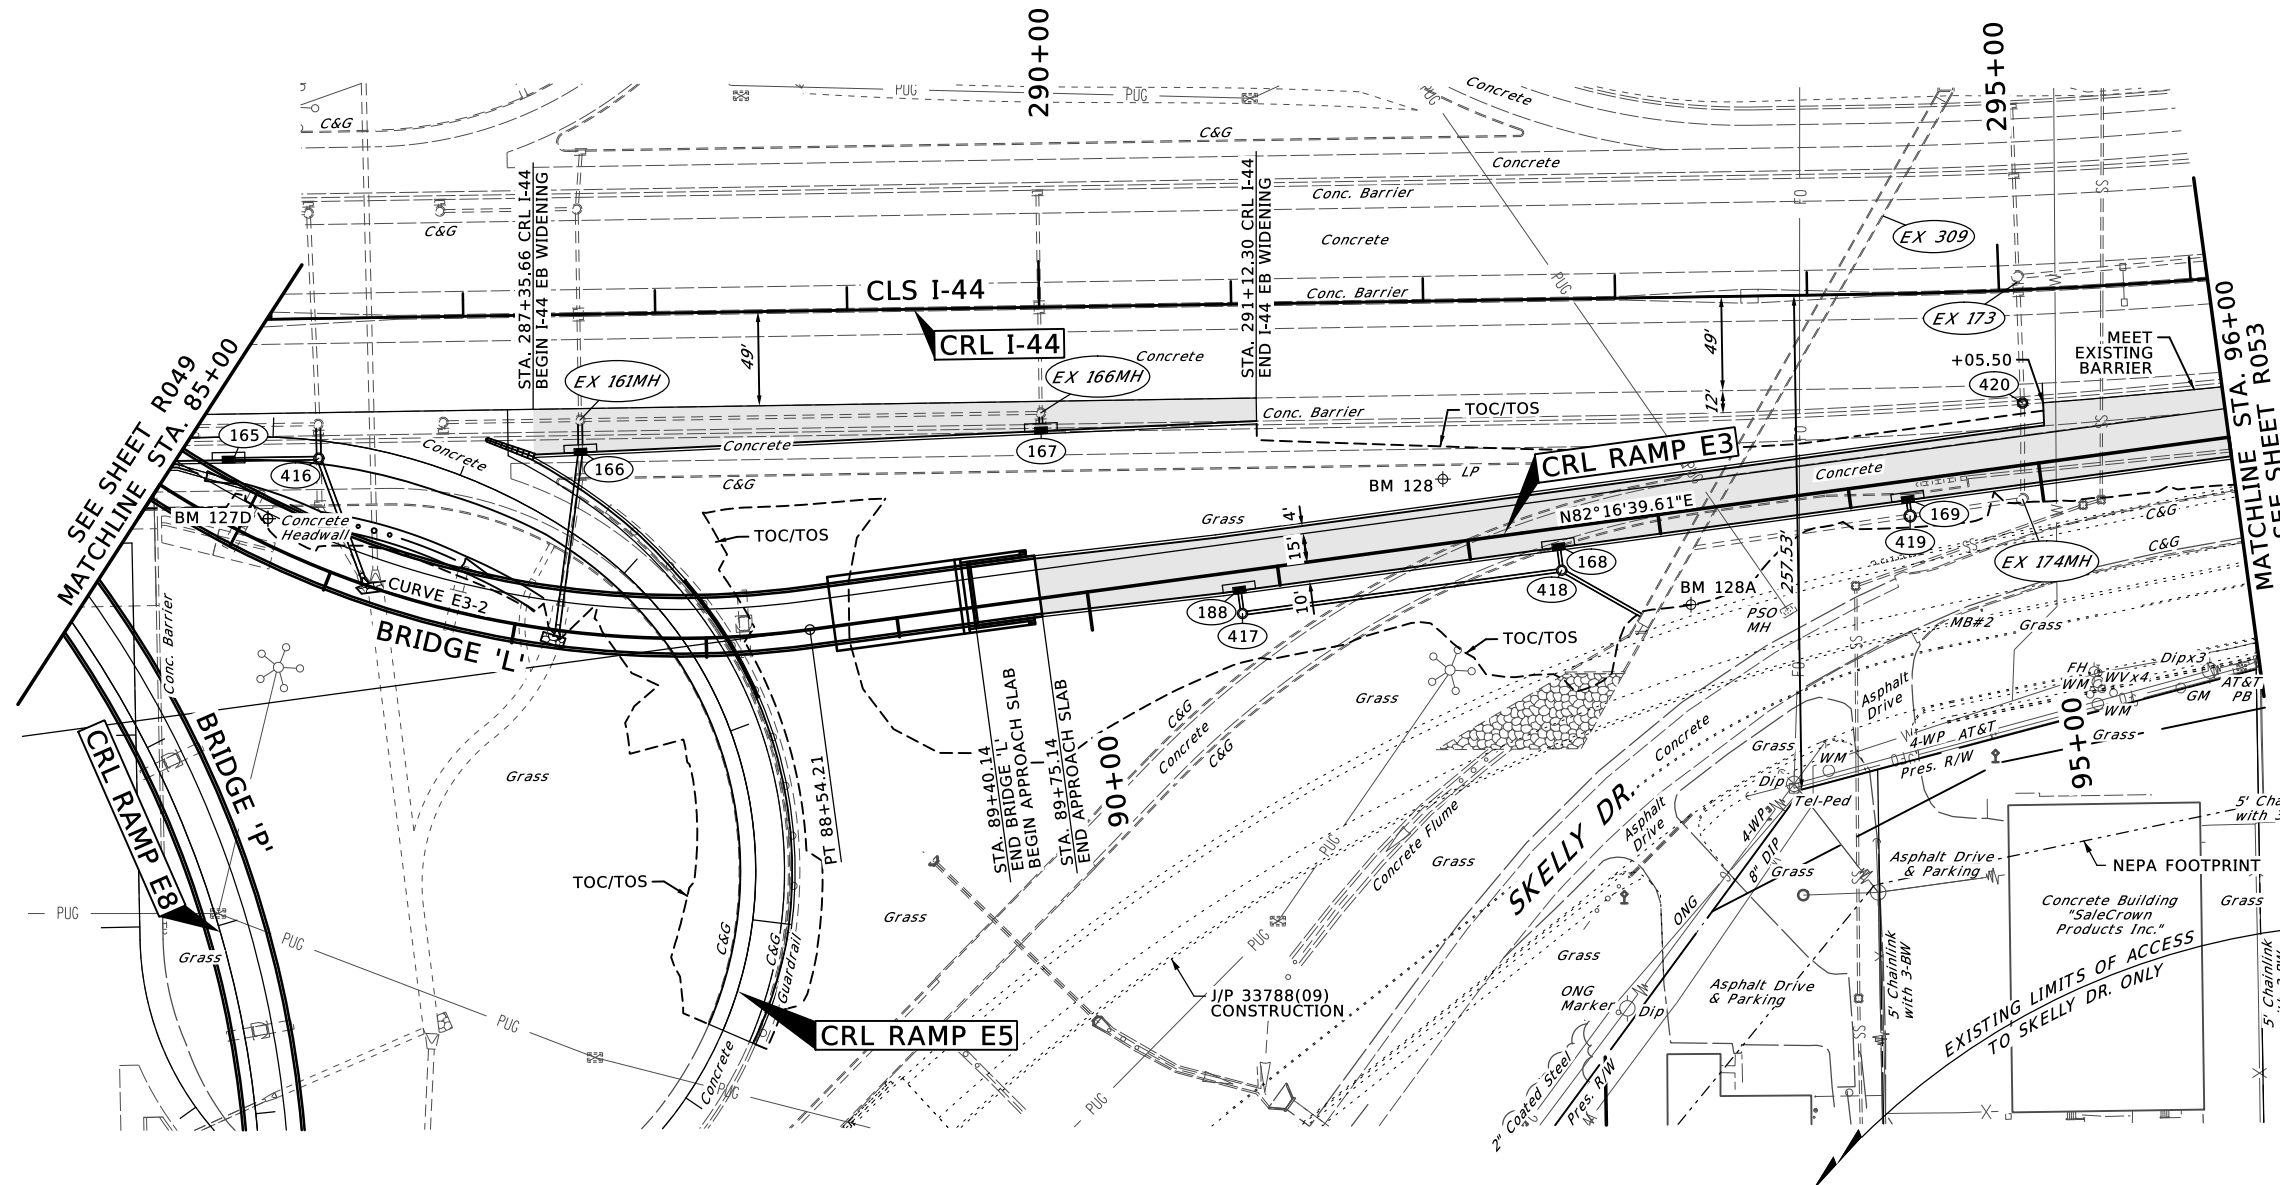 290+00
295+00
PUG
PUG
PUG
Concrete
C&G
C&G
Concrete
Conc. Barrier
C&G
Concrete
EX 309
STA. 287+35.66 CRL I-44
BEGIN I-44 EB WIDENING
STA. 291+12.30 CRL I-44
END I-44 EB WIDENING
CLS I-44
Conc. Barrier
PUG
EX 173
CRL I-44
49'
49'
12'
Concrete
MEET
EXISTING
BARRIER
+05.50
420
SEE SHEET R049
MATCHLINE STA. 85+00
MATCHLINE STA. 96+00
SEE SHEET R053
EX 161MH
EX 166MH
Conc. Barrier
TOC/TOS
165
416
Concrete
166
Concrete
167
CRL RAMP E3
Concrete
LP
BM 128
C&G
BM 127D
Concrete
Headwall
TOC/TOS
Grass
4'
15'
10'
N82°16'39.61"E
169
419
C&G
C&G
EX 174MH
257.53'
168
418
188
417
BM 128A
PSO
MH
CURVE E3-2
BRIDGE 'L'
TOC/TOS
MB#2
Grass
Conc. Barrier
FH
WM
WVx4
Dipx3
GM
AT&T
PB
WM
Grass
C&G
Concrete
C&G
Asphalt
Drive
Concrete
Grass
WM
4-WP
AT&T
Pres. R/W
Grass
95+00
CRL RAMP E8
BRIDGE 'P'
Grass
PT 88+54.21
STA. 89+40.14
END BRIDGE 'L'
BEGIN APPROACH SLAB
STA. 89+75.14
END APPROACH SLAB
90+00
Dip
Tel-Ped
4-WP
8" DIP
Grass
5' Cha
with 3
SKELLY DR.
Asphalt
Drive
Concrete Flume
Grass
PUG
Asphalt Drive
& Parking
NEPA FOOTPRINT
TOC/TOS
ONG
Concrete Building
"SaleCrown
Products Inc."
Grass
PUG
PUG
Grass
C&G
C&G
Guardrail
Grass
PUG
Grass
ONG
Marker
Dip
Asphalt Drive
& Parking
5' Chainlink
with 3-BW
EXISTING LIMITS OF ACCESS
TO SKELLY DR. ONLY
5' Chainlink
J/P 33788(09)
CONSTRUCTION
PUG
CRL RAMP E5
Concrete
PUG
PUG
2" Coated Steel
Pres. R/W